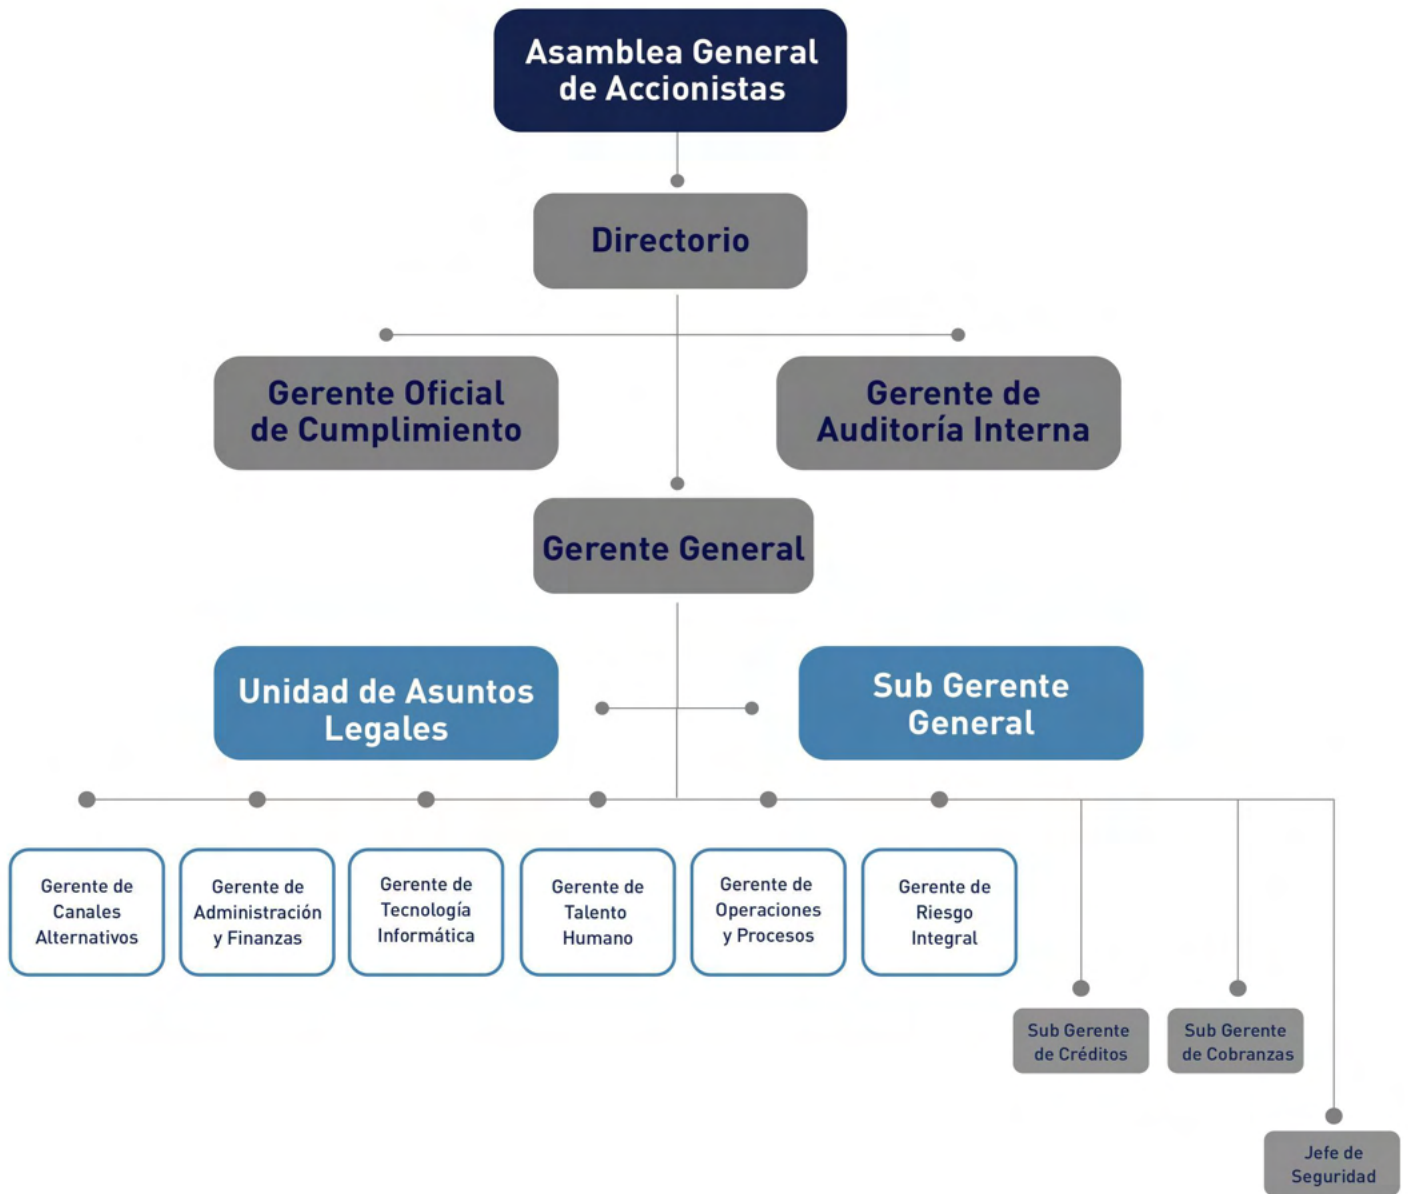 Asamblea General
de Accionistas
Directorio
Gerente Oficial
de Cumplimiento
Gerente de
Auditoría Interna
Gerente General
Unidad de Asuntos
Legales
Sub Gerente
General
Gerente de
Canales
Alternativos
Gerente de
Administración
y Finanzas
Gerente de
Tecnología
Informática
Gerente de
Talento
Humano
Gerente de
Operaciones
y Procesos
Gerente de
Riesgo
Integral
Sub Gerente
de Créditos
Sub Gerente
de Cobranzas
Jefe de
Seguridad